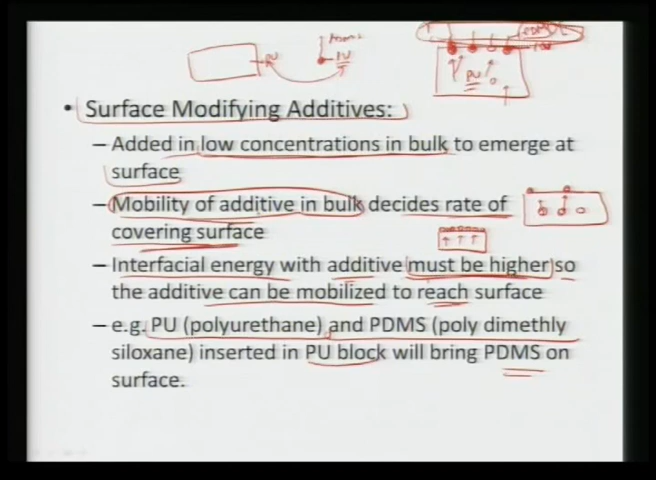 PU
PU
PU
• Surface Modifying Additives:
– Added in low concentrations in bulk to emerge at
surface
– Mobility of additive in bulk decides rate of
covering surface
– Interfacial energy with additive must be higher so
the additive can be mobilized to reach surface
– e.g. PU (polyurethane) and PDMS (poly dimethly
siloxane) inserted in PU block will bring PDMS on
surface.